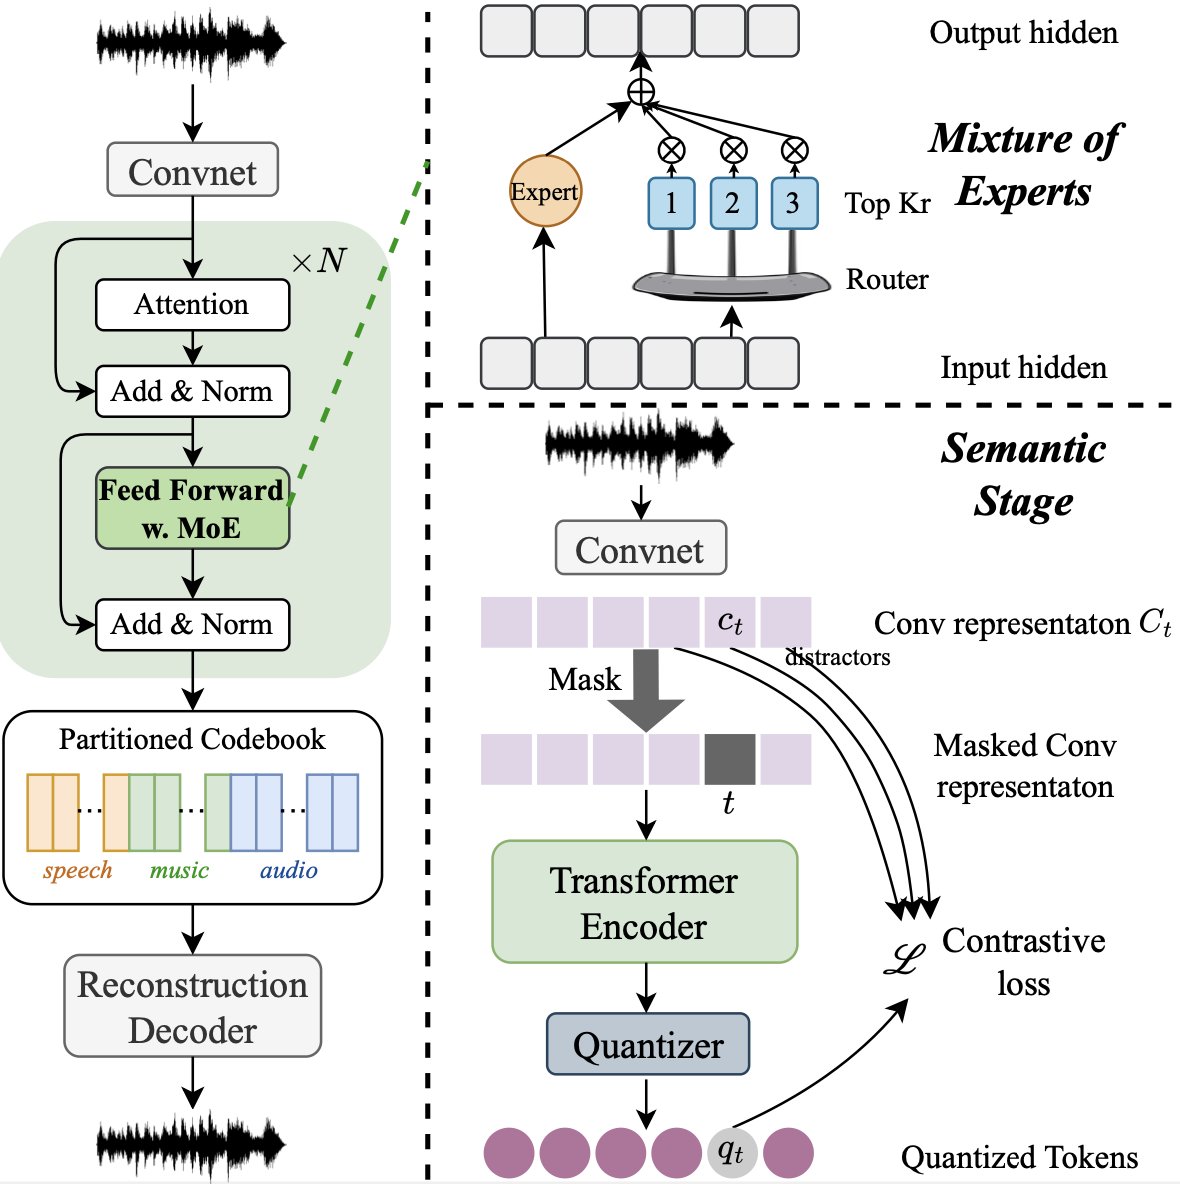 Convnet
× N
Attention
Add & Norm
Feed Forward
w. MoE
Add & Norm
Partitioned Codebook
... ... ...
speech music audio
Reconstruction
Decoder
Output hidden
Mixture of
Experts
Expert
1 2 3
Top Kr
Router
Input hidden
Semantic
Stage
Convnet
c_t
Conv representaton C_t
distractors
Mask
Masked Conv
representaton
t
Transformer
Encoder
ℒ
Contrastive
loss
Quantizer
q_t
Quantized Tokens